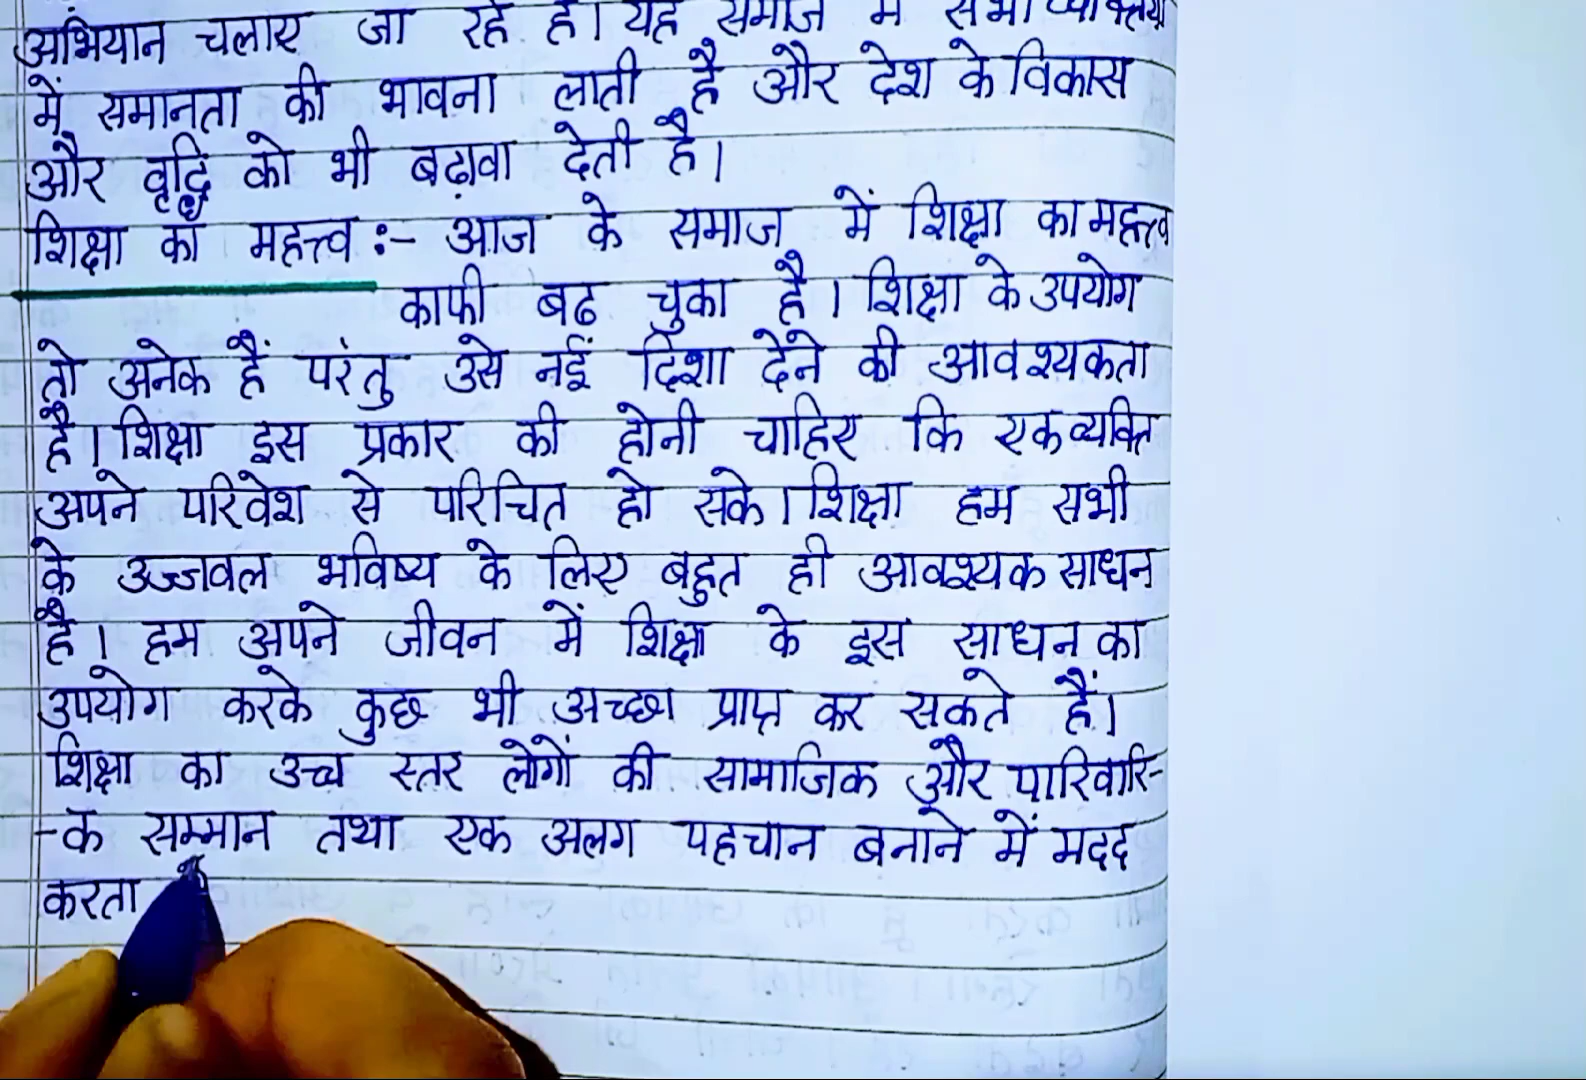 अभियान चलाए जा रहे हैं। यह समाज में सभी व्यक्तियों
में समानता की भावना लाती है और देश के विकास
और वृद्धि को भी बढ़ावा देती है।
शिक्षा का महत्त्व :- आज के समाज में शिक्षा का महत्त्व
काफी बढ चुका है। शिक्षा के उपयोग
तो अनेक हैं परंतु उसे नई दिशा देने की आवश्यकता
है। शिक्षा इस प्रकार की होनी चाहिए कि एक व्यक्ति
अपने परिवेश से परिचित हो सके। शिक्षा हम सभी
के उज्जवल भविष्य के लिए बहुत ही आवश्यक साधन
है। हम अपने जीवन में शिक्षा के इस साधन का
उपयोग करके कुछ भी अच्छा प्राप्त कर सकते हैं।
शिक्षा का उच्च स्तर लोगों की सामाजिक और पारिवारि-
-क सम्मान तथा एक अलग पहचान बनाने में मदद
करता